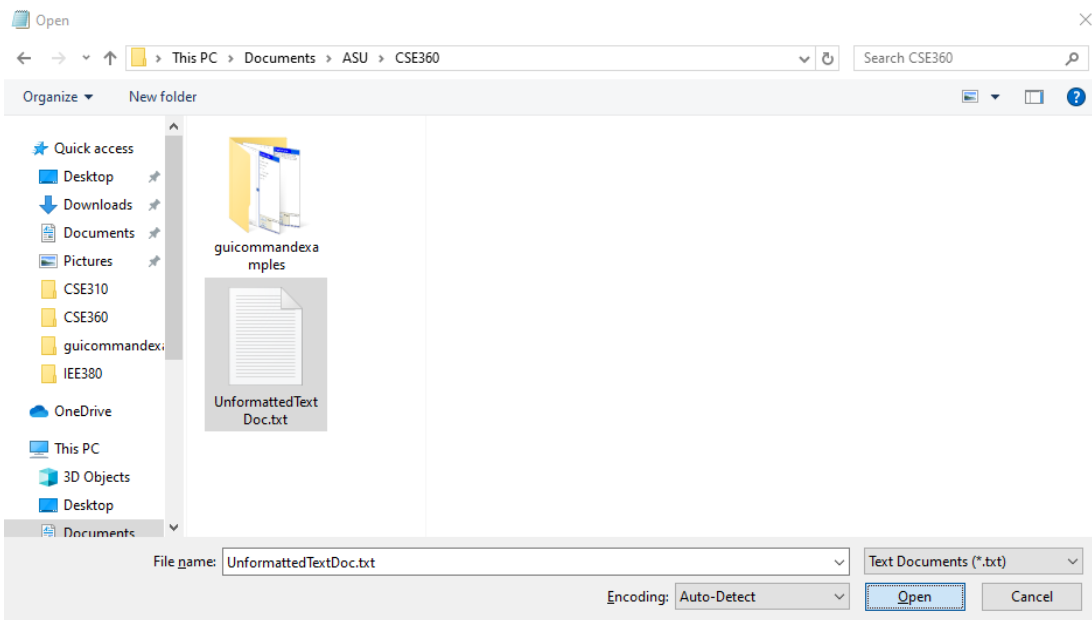 Open
This PC > Documents > ASU > CSE360
Search CSE360
Organize
New folder
Quick access
Desktop
Downloads
Documents
Pictures
CSE310
CSE360
guicommandexa
IEE380
OneDrive
This PC
3D Objects
Desktop
Documents
guicommandexa
mples
UnformattedText
Doc.txt
File name: UnformattedTextDoc.txt
Text Documents (*.txt)
Encoding: Auto-Detect
Open
Cancel